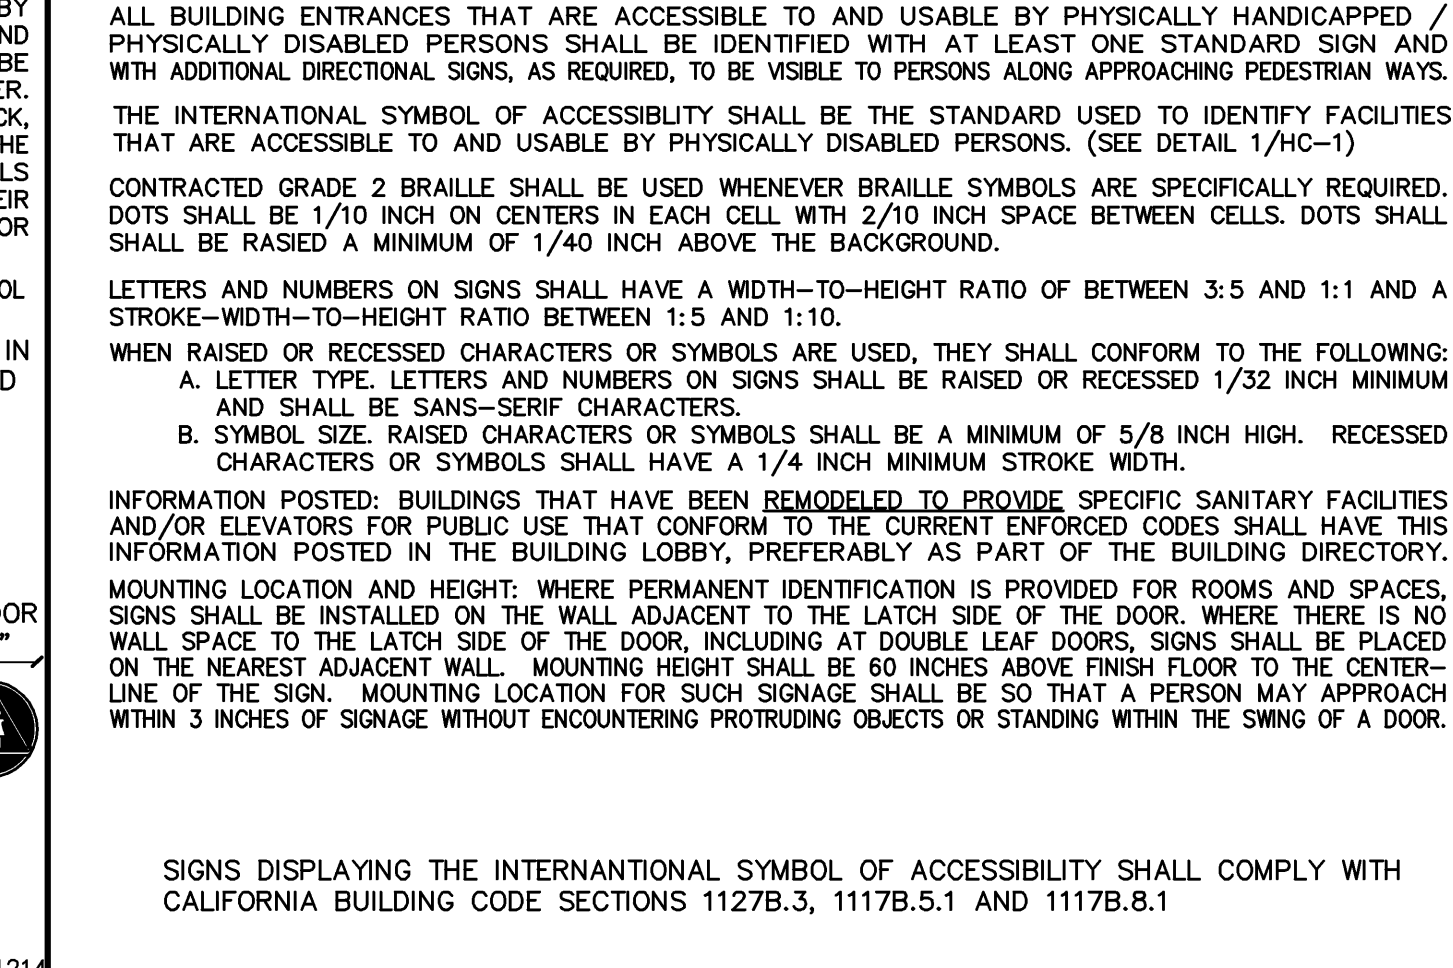 BY
ND
BE
ER.
CK,
HE
LS
EIR
OR
OL
IN
D
OOR
"
1214
ALL BUILDING ENTRANCES THAT ARE ACCESSIBLE TO AND USABLE BY PHYSICALLY HANDICAPPED /
PHYSICALLY DISABLED PERSONS SHALL BE IDENTIFIED WITH AT LEAST ONE STANDARD SIGN AND
WITH ADDITIONAL DIRECTIONAL SIGNS, AS REQUIRED, TO BE VISIBLE TO PERSONS ALONG APPROACHING PEDESTRIAN WAYS.
THE INTERNATIONAL SYMBOL OF ACCESSIBLITY SHALL BE THE STANDARD USED TO IDENTIFY FACILITIES
THAT ARE ACCESSIBLE TO AND USABLE BY PHYSICALLY DISABLED PERSONS. (SEE DETAIL 1/HC-1)
CONTRACTED GRADE 2 BRAILLE SHALL BE USED WHENEVER BRAILLE SYMBOLS ARE SPECIFICALLY REQUIRED.
DOTS SHALL BE 1/10 INCH ON CENTERS IN EACH CELL WITH 2/10 INCH SPACE BETWEEN CELLS. DOTS SHALL
SHALL BE RASIED A MINIMUM OF 1/40 INCH ABOVE THE BACKGROUND.
LETTERS AND NUMBERS ON SIGNS SHALL HAVE A WIDTH-TO-HEIGHT RATIO OF BETWEEN 3:5 AND 1:1 AND A
STROKE-WIDTH-TO-HEIGHT RATIO BETWEEN 1:5 AND 1:10.
WHEN RAISED OR RECESSED CHARACTERS OR SYMBOLS ARE USED, THEY SHALL CONFORM TO THE FOLLOWING:
A. LETTER TYPE. LETTERS AND NUMBERS ON SIGNS SHALL BE RAISED OR RECESSED 1/32 INCH MINIMUM
AND SHALL BE SANS-SERIF CHARACTERS.
B. SYMBOL SIZE. RAISED CHARACTERS OR SYMBOLS SHALL BE A MINIMUM OF 5/8 INCH HIGH. RECESSED
CHARACTERS OR SYMBOLS SHALL HAVE A 1/4 INCH MINIMUM STROKE WIDTH.
INFORMATION POSTED: BUILDINGS THAT HAVE BEEN REMODELED TO PROVIDE SPECIFIC SANITARY FACILITIES
AND/OR ELEVATORS FOR PUBLIC USE THAT CONFORM TO THE CURRENT ENFORCED CODES SHALL HAVE THIS
INFORMATION POSTED IN THE BUILDING LOBBY, PREFERABLY AS PART OF THE BUILDING DIRECTORY.
MOUNTING LOCATION AND HEIGHT: WHERE PERMANENT IDENTIFICATION IS PROVIDED FOR ROOMS AND SPACES,
SIGNS SHALL BE INSTALLED ON THE WALL ADJACENT TO THE LATCH SIDE OF THE DOOR. WHERE THERE IS NO
WALL SPACE TO THE LATCH SIDE OF THE DOOR, INCLUDING AT DOUBLE LEAF DOORS, SIGNS SHALL BE PLACED
ON THE NEAREST ADJACENT WALL. MOUNTING HEIGHT SHALL BE 60 INCHES ABOVE FINISH FLOOR TO THE CENTER-
LINE OF THE SIGN. MOUNTING LOCATION FOR SUCH SIGNAGE SHALL BE SO THAT A PERSON MAY APPROACH
WITHIN 3 INCHES OF SIGNAGE WITHOUT ENCOUNTERING PROTRUDING OBJECTS OR STANDING WITHIN THE SWING OF A DOOR.
SIGNS DISPLAYING THE INTERNANTIONAL SYMBOL OF ACCESSIBILITY SHALL COMPLY WITH
CALIFORNIA BUILDING CODE SECTIONS 1127B.3, 1117B.5.1 AND 1117B.8.1